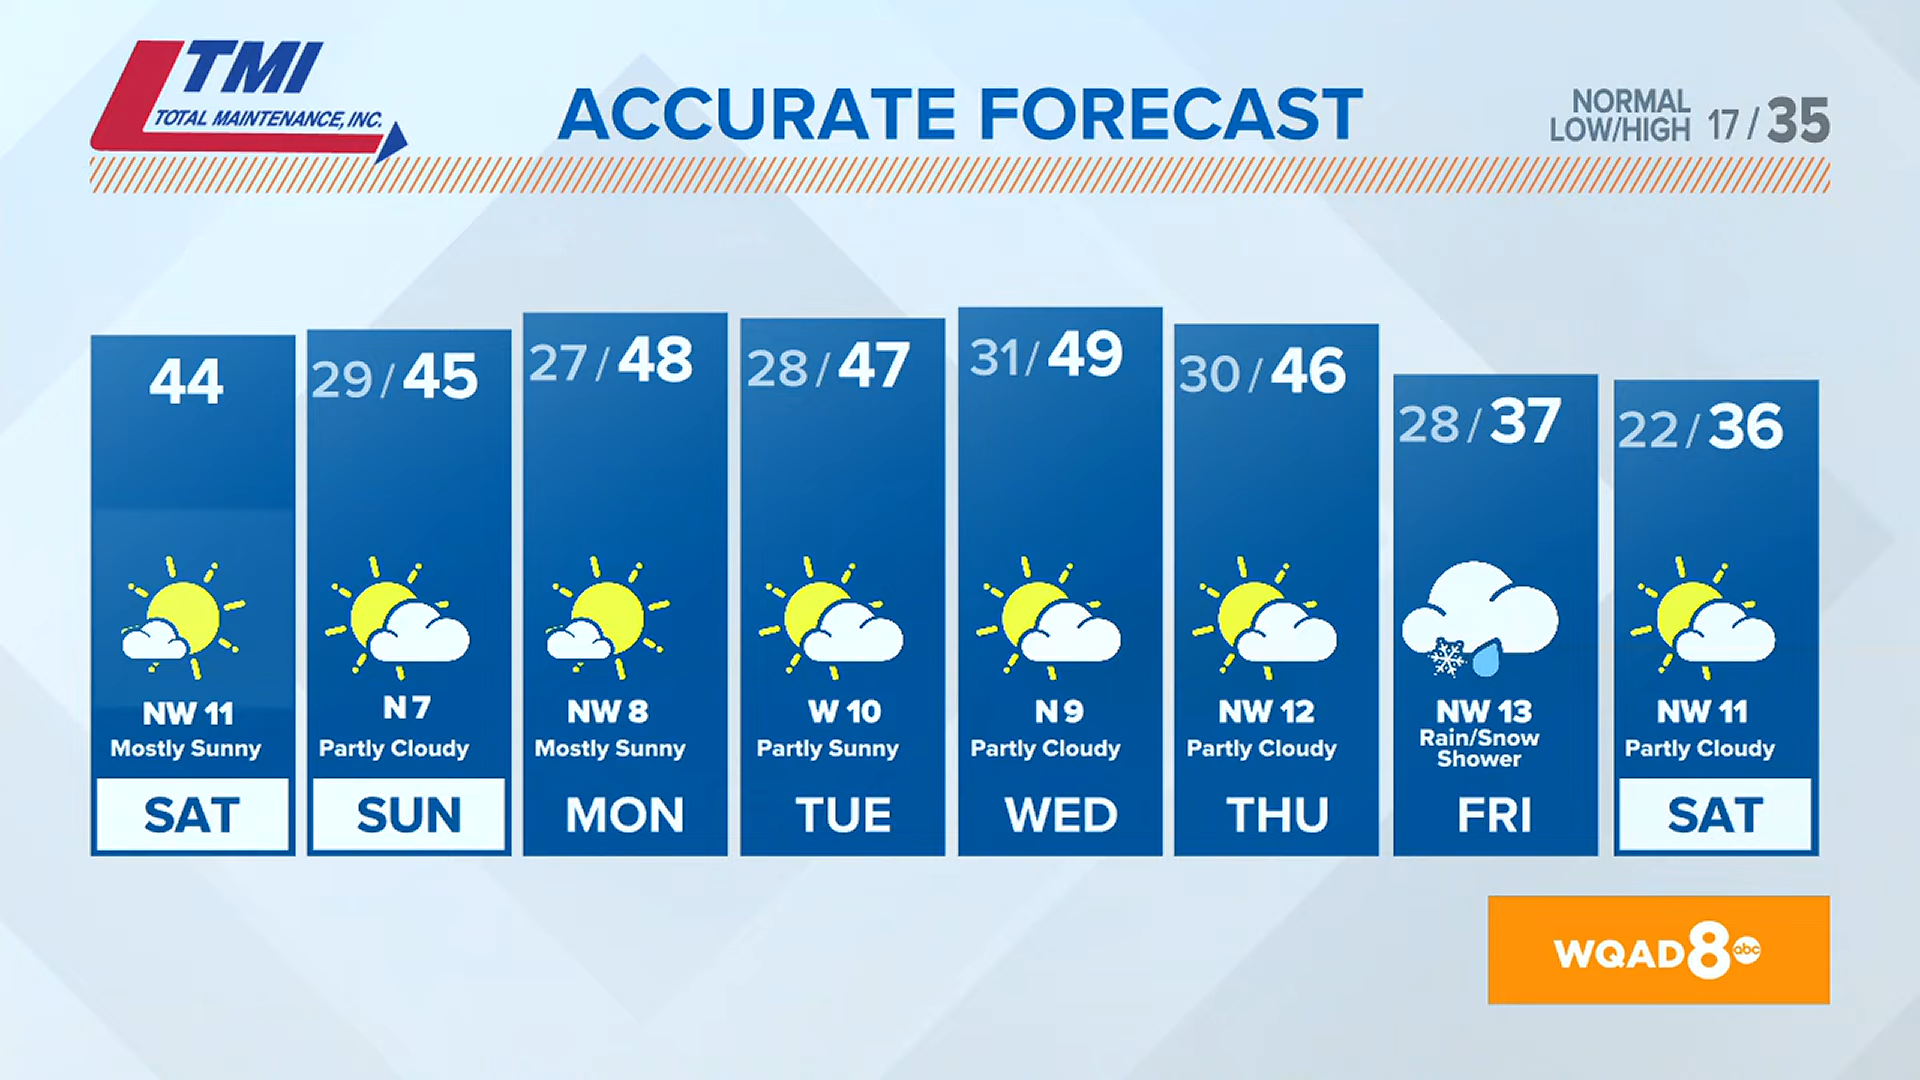 TMI
TOTAL MAINTENANCE, INC.
ACCURATE FORECAST
NORMAL
LOW/HIGH 17 / 35
44
NW 11
Mostly Sunny
SAT
29 / 45
N 7
Partly Cloudy
SUN
27 / 48
NW 8
Mostly Sunny
MON
28 / 47
W 10
Partly Sunny
TUE
31 / 49
N 9
Partly Cloudy
WED
30 / 46
NW 12
Partly Cloudy
THU
28 / 37
NW 13
Rain/Snow
Shower
FRI
22 / 36
NW 11
Partly Cloudy
SAT
WQAD 8 abc